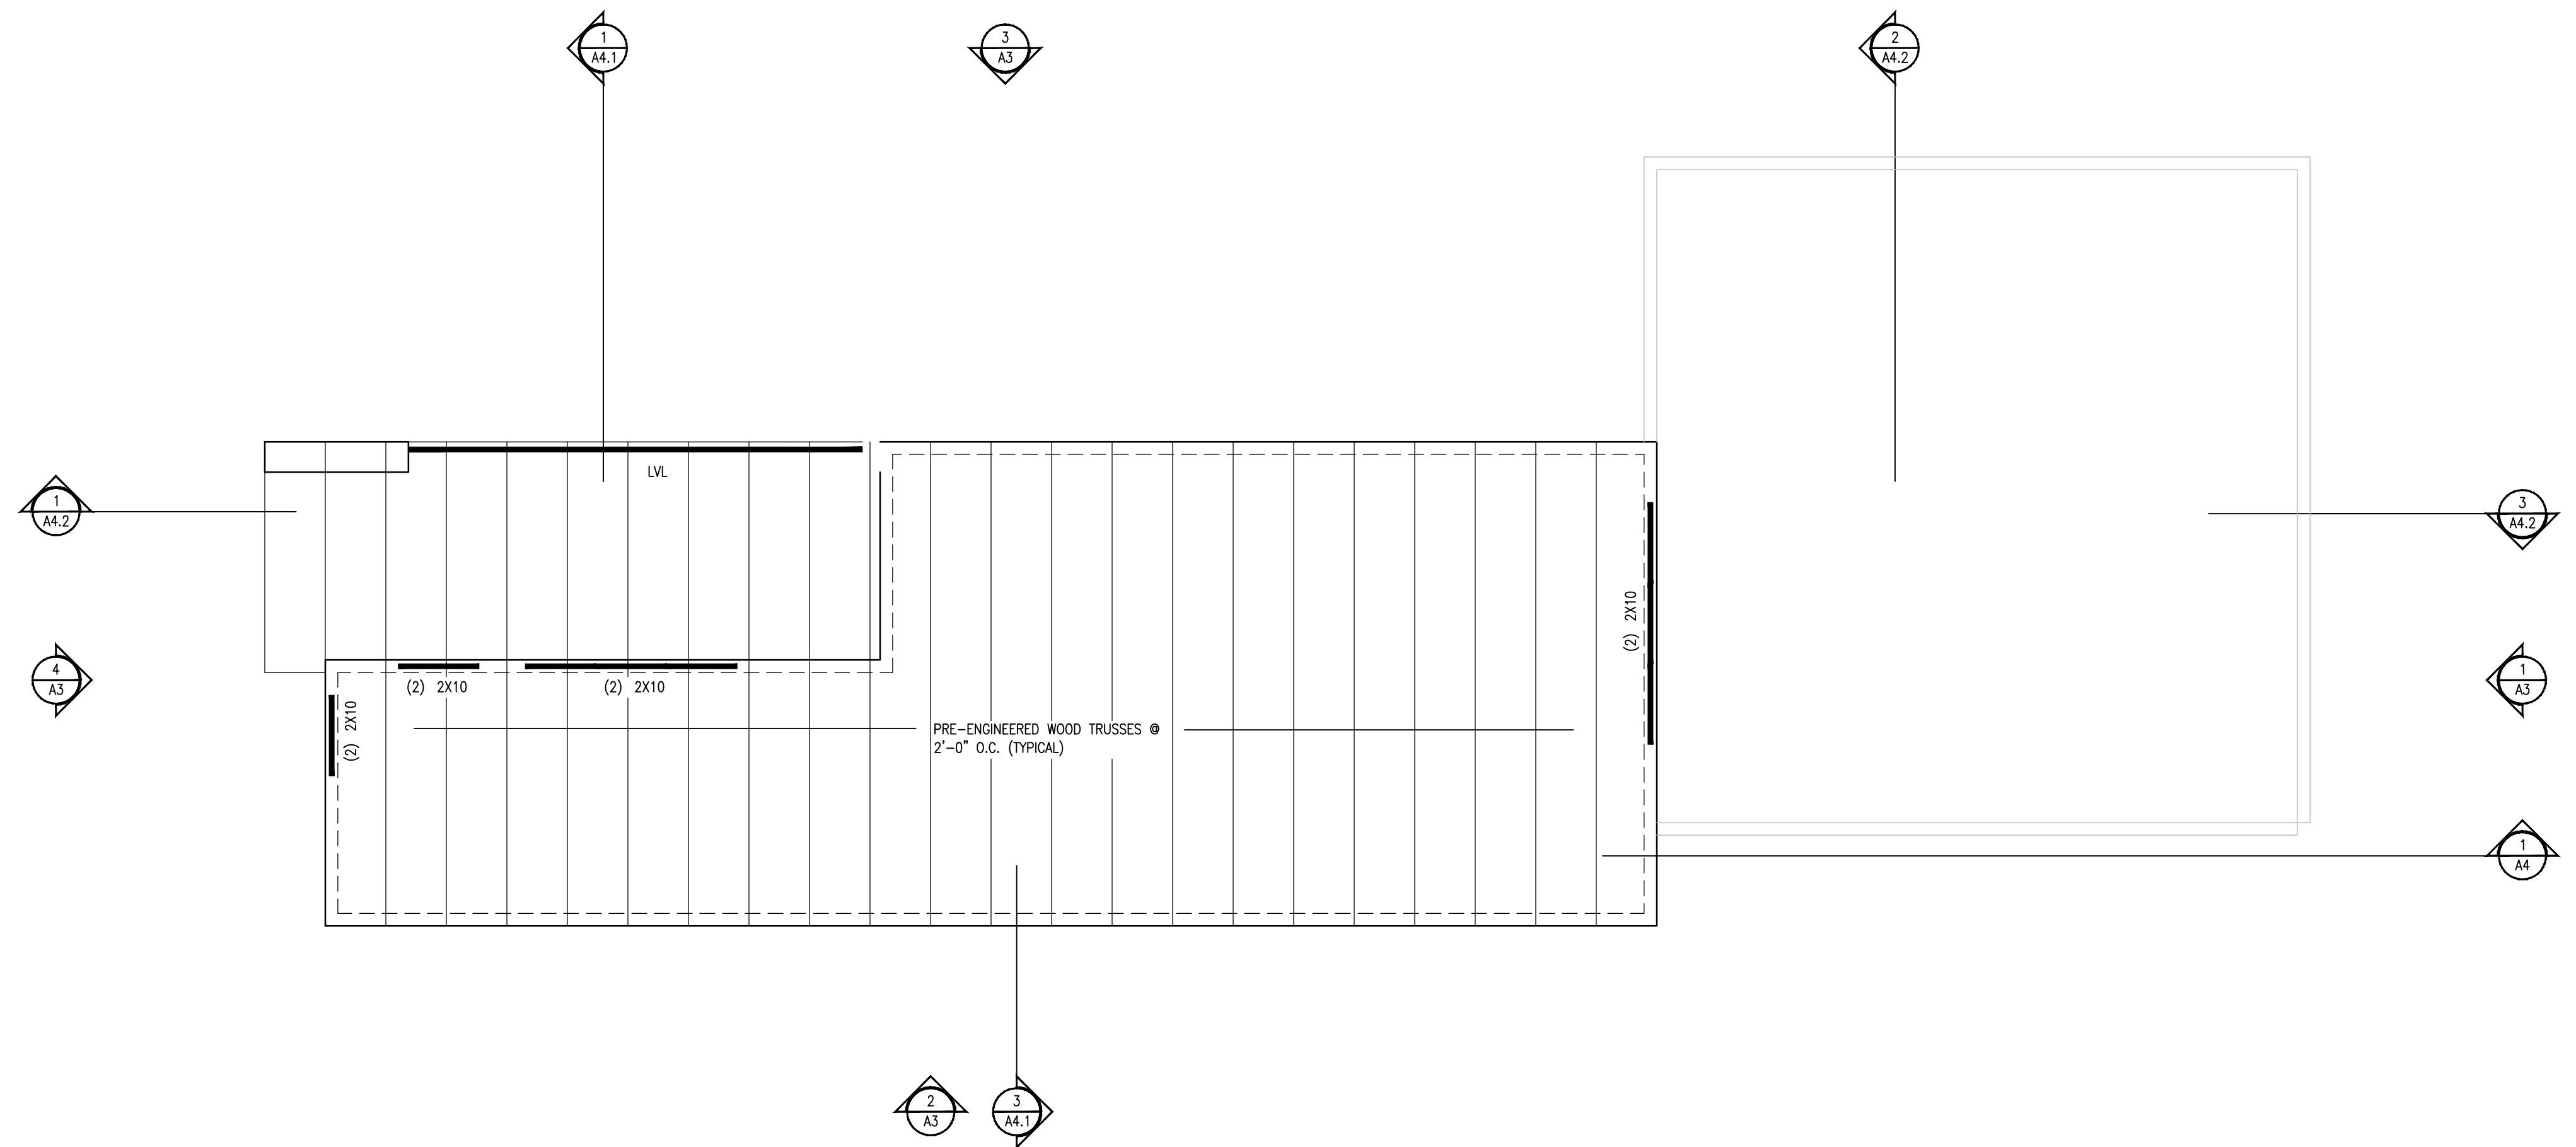 1
A4.1
3
A3
2
A4.2
LVL
1
A4.2
3
A4.2
(2) 2X10
4
A3
(2) 2X10
(2) 2X10
1
A3
(2) 2X10
PRE-ENGINEERED WOOD TRUSSES @
2'-0" O.C. (TYPICAL)
1
A4
2
A3
3
A4.1